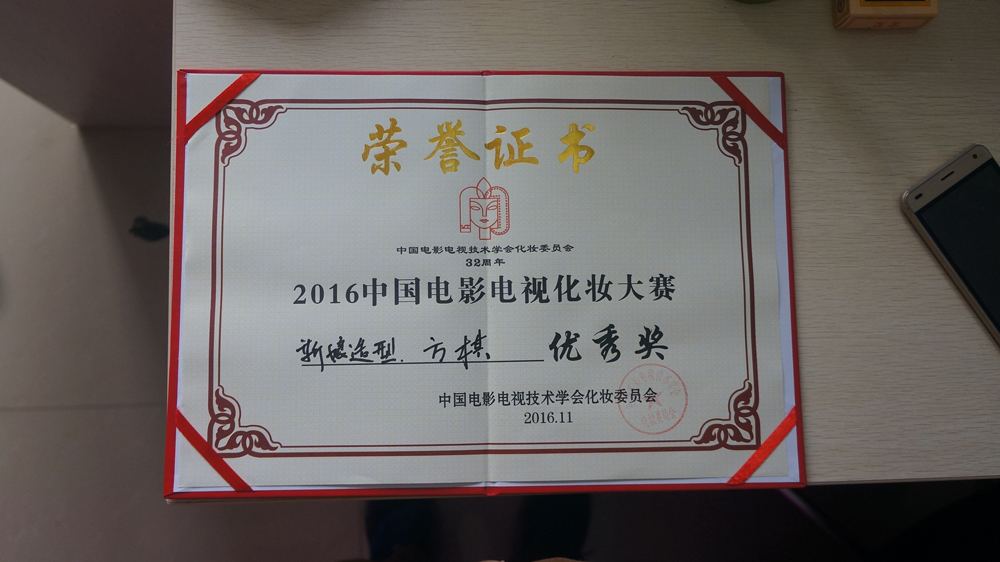 荣誉证书
中国电影电视技术学会化妆委员会
32周年
2016中国电影电视化妆大赛
新娘造型 方棋 优秀奖
中国电影电视技术学会化妆委员会
2016.11